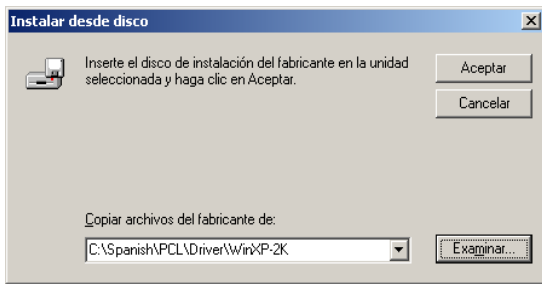 Instalar desde disco
Inserte el disco de instalación del fabricante en la unidad
seleccionada y haga clic en Aceptar.
Aceptar
Cancelar
Copiar archivos del fabricante de:
C:\Spanish\PCL\Driver\WinXP-2K
Examinar...